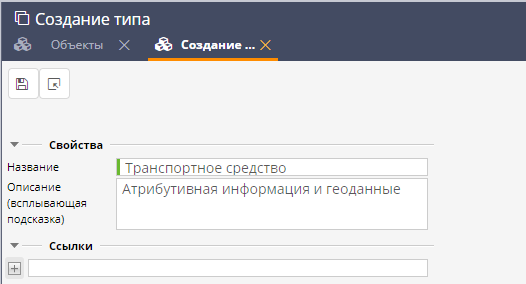 Создание типа
Объекты Создание ...
Свойства
Название Транспортное средство
Описание (всплывающая подсказка) Атрибутивная информация и геоданные
Ссылки